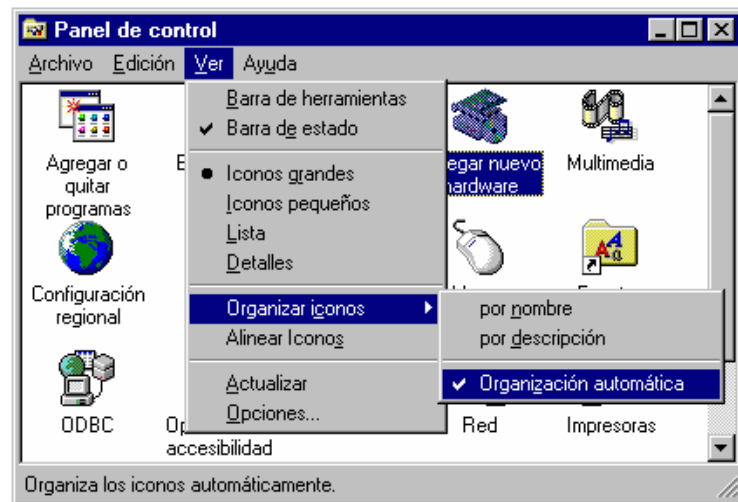 Panel de control
Archivo Edición Ver Ayuda
Barra de herramientas
Barra de estado
Iconos grandes
Iconos pequeños
Lista
Detalles
Organizar iconos
Alinear Iconos
Actualizar
Opciones...
por nombre
por descripción
Organización automática
Agregar o
quitar
programas
egar nuevo
hardware
Multimedia
Configuración
regional
ODBC
accesibilidad
Red
Impresoras
Organiza los iconos automáticamente.